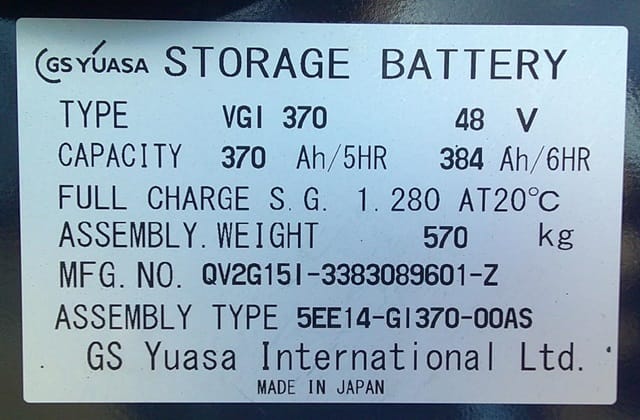 GS YUASA STORAGE BATTERY
TYPE VGI 370 48 V
CAPACITY 370 Ah/5HR 384 Ah/6HR
FULL CHARGE S.G. 1.280 AT20℃
ASSEMBLY.WEIGHT 570 kg
MFG.NO. QV2G15I-3383089601-Z
ASSEMBLY TYPE 5EE14-GI370-00AS
GS Yuasa International Ltd.
MADE IN JAPAN